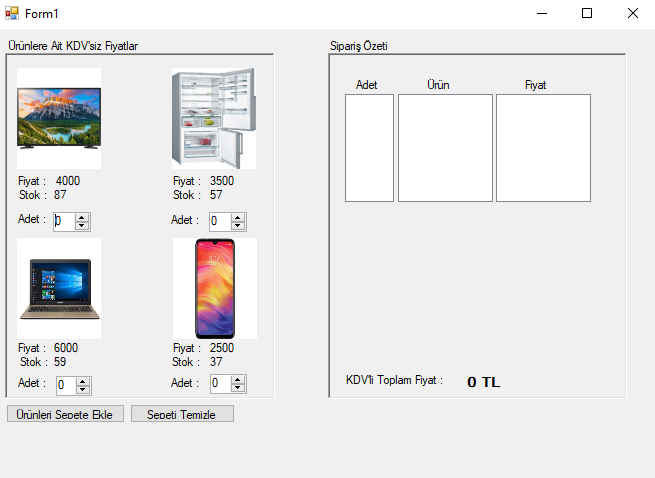 Form1
Ürünlere Ait KDV'siz Fiyatlar
Fiyat : 4000
Stok : 87
Adet : 0
Fiyat : 3500
Stok : 57
Adet : 0
Fiyat : 6000
Stok : 59
Adet : 0
Fiyat : 2500
Stok : 37
Adet : 0
Ürünleri Sepete Ekle
Sepeti Temizle
Sipariş Özeti
Adet Ürün Fiyat
KDV'li Toplam Fiyat : 0 TL